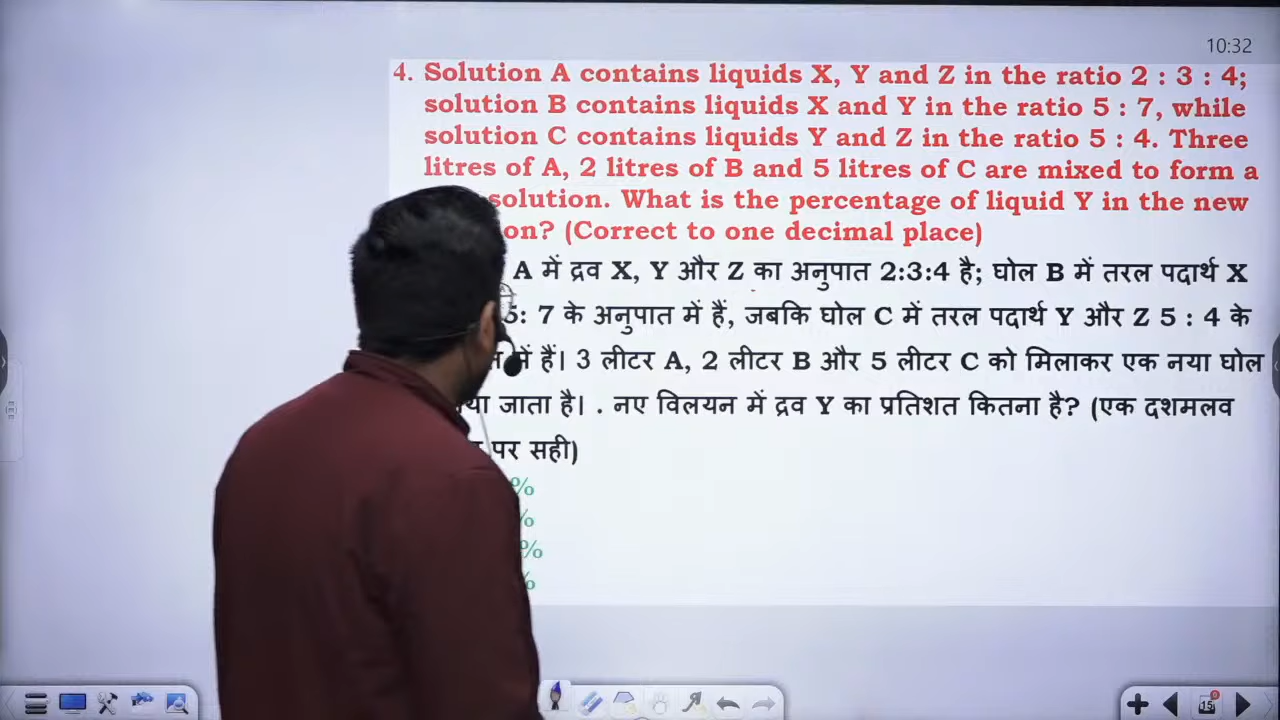 10:32
4. Solution A contains liquids X, Y and Z in the ratio 2 : 3 : 4;
solution B contains liquids X and Y in the ratio 5 : 7, while
solution C contains liquids Y and Z in the ratio 5 : 4. Three
litres of A, 2 litres of B and 5 litres of C are mixed to form a
solution. What is the percentage of liquid Y in the new
on? (Correct to one decimal place)
A में द्रव X, Y और Z का अनुपात 2:3:4 है; घोल B में तरल पदार्थ X
5: 7 के अनुपात में हैं, जबकि घोल C में तरल पदार्थ Y और Z 5 : 4 के
में हैं। 3 लीटर A, 2 लीटर B और 5 लीटर C को मिलाकर एक नया घोल
जाता है। . नए विलयन में द्रव Y का प्रतिशत कितना है? (एक दशमलव
पर सही)
%
%
%
%
15